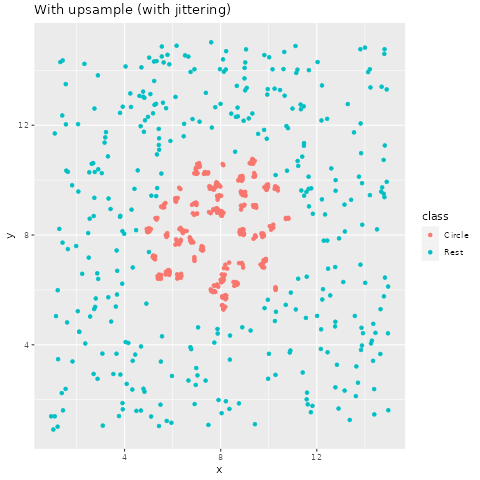 With upsample (with jittering)
12
8
4
y
4
8
12
x
class
Circle
Rest